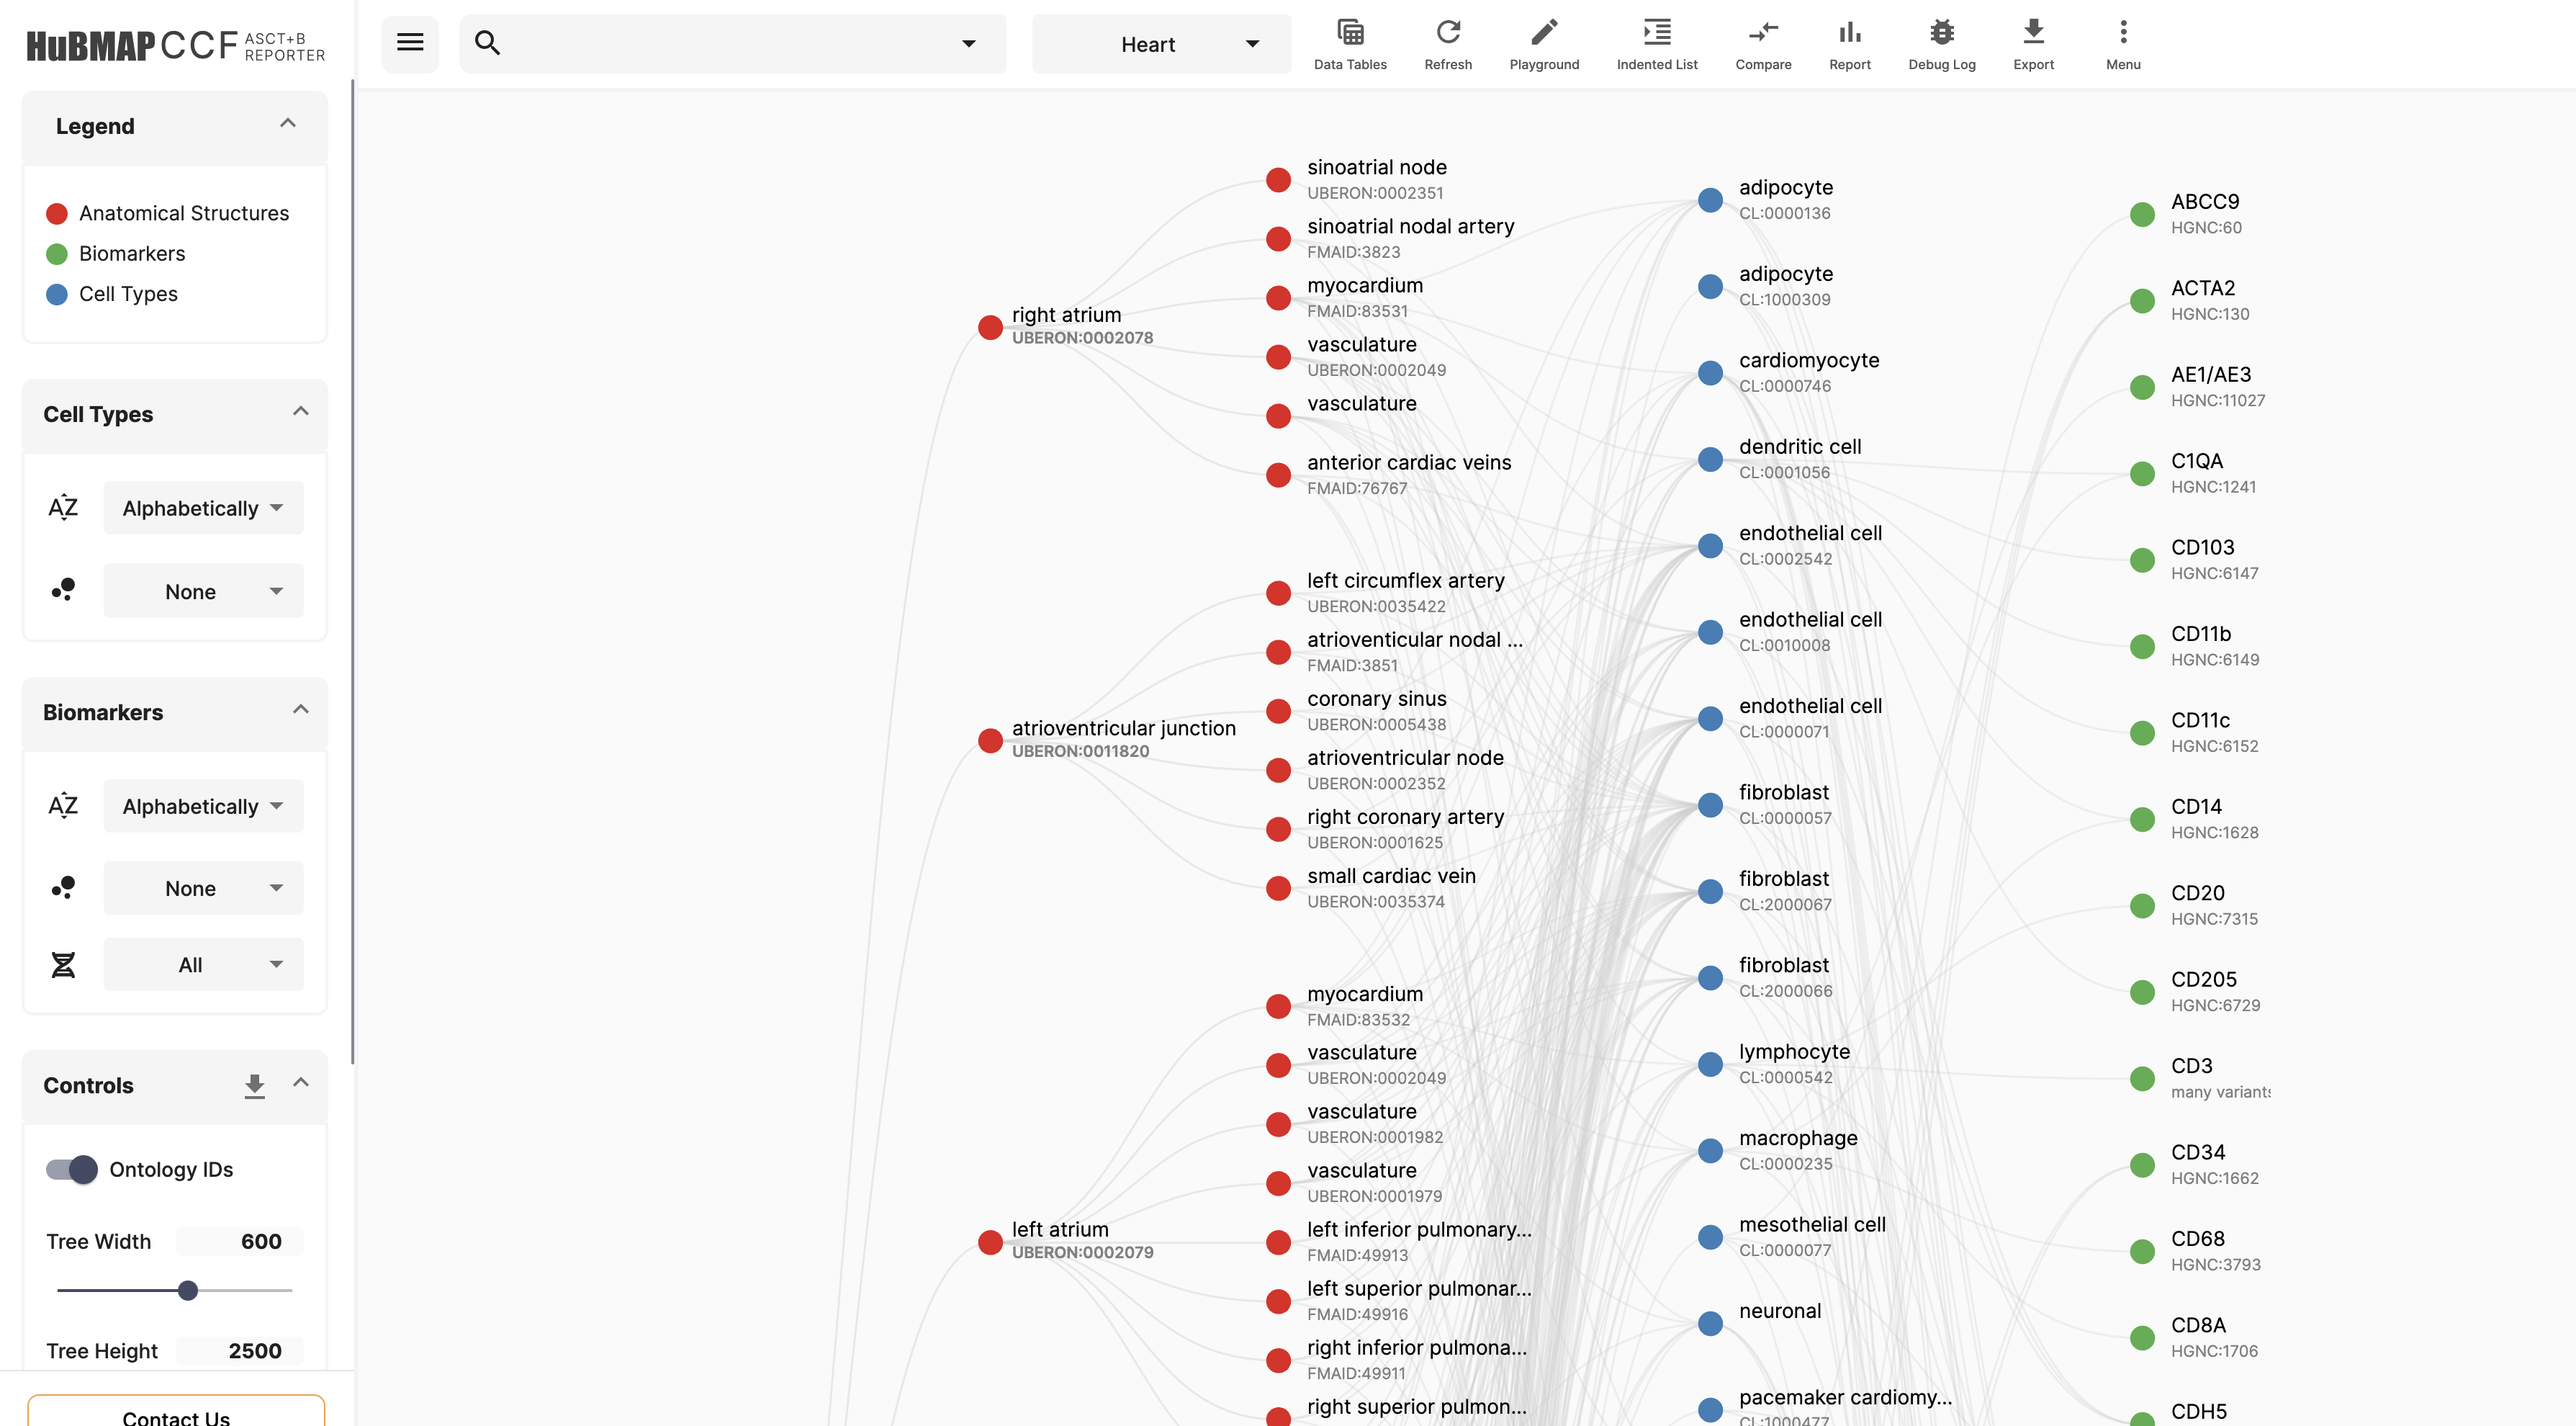 HuBMAP CCF ASCT+B
REPORTER
Heart
Data Tables
Refresh
Playground
Indented List
Compare
Report
Debug Log
Export
Menu
Legend
Anatomical Structures
Biomarkers
Cell Types
Cell Types
AZ
Alphabetically
None
Biomarkers
AZ
Alphabetically
None
All
Controls
Ontology IDs
Tree Width 600
Tree Height 2500
Contact Us
right atrium
UBERON:0002078
atrioventricular junction
UBERON:0011820
left atrium
UBERON:0002079
sinoatrial node
UBERON:0002351
sinoatrial nodal artery
FMAID:3823
myocardium
FMAID:83531
vasculature
UBERON:0002049
vasculature
anterior cardiac veins
FMAID:76767
left circumflex artery
UBERON:0035422
atrioventicular nodal ...
FMAID:3851
coronary sinus
UBERON:0005438
atrioventricular node
UBERON:0002352
right coronary artery
UBERON:0001625
small cardiac vein
UBERON:0035374
myocardium
FMAID:83532
vasculature
UBERON:0002049
vasculature
UBERON:0001982
vasculature
UBERON:0001979
left inferior pulmonary...
FMAID:49913
left superior pulmonar...
FMAID:49916
right inferior pulmona...
FMAID:49911
right superior pulmon...
adipocyte
CL:0000136
adipocyte
CL:1000309
cardiomyocyte
CL:0000746
dendritic cell
CL:0001056
endothelial cell
CL:0002542
endothelial cell
CL:0010008
endothelial cell
CL:0000071
fibroblast
CL:0000057
fibroblast
CL:2000067
fibroblast
CL:2000066
lymphocyte
CL:0000542
macrophage
CL:0000235
mesothelial cell
CL:0000077
neuronal
pacemaker cardiomy...
CL:1000477
ABCC9
HGNC:60
ACTA2
HGNC:130
AE1/AE3
HGNC:11027
C1QA
HGNC:1241
CD103
HGNC:6147
CD11b
HGNC:6149
CD11c
HGNC:6152
CD14
HGNC:1628
CD20
HGNC:7315
CD205
HGNC:6729
CD3
many variants
CD34
HGNC:1662
CD68
HGNC:3793
CD8A
HGNC:1706
CDH5